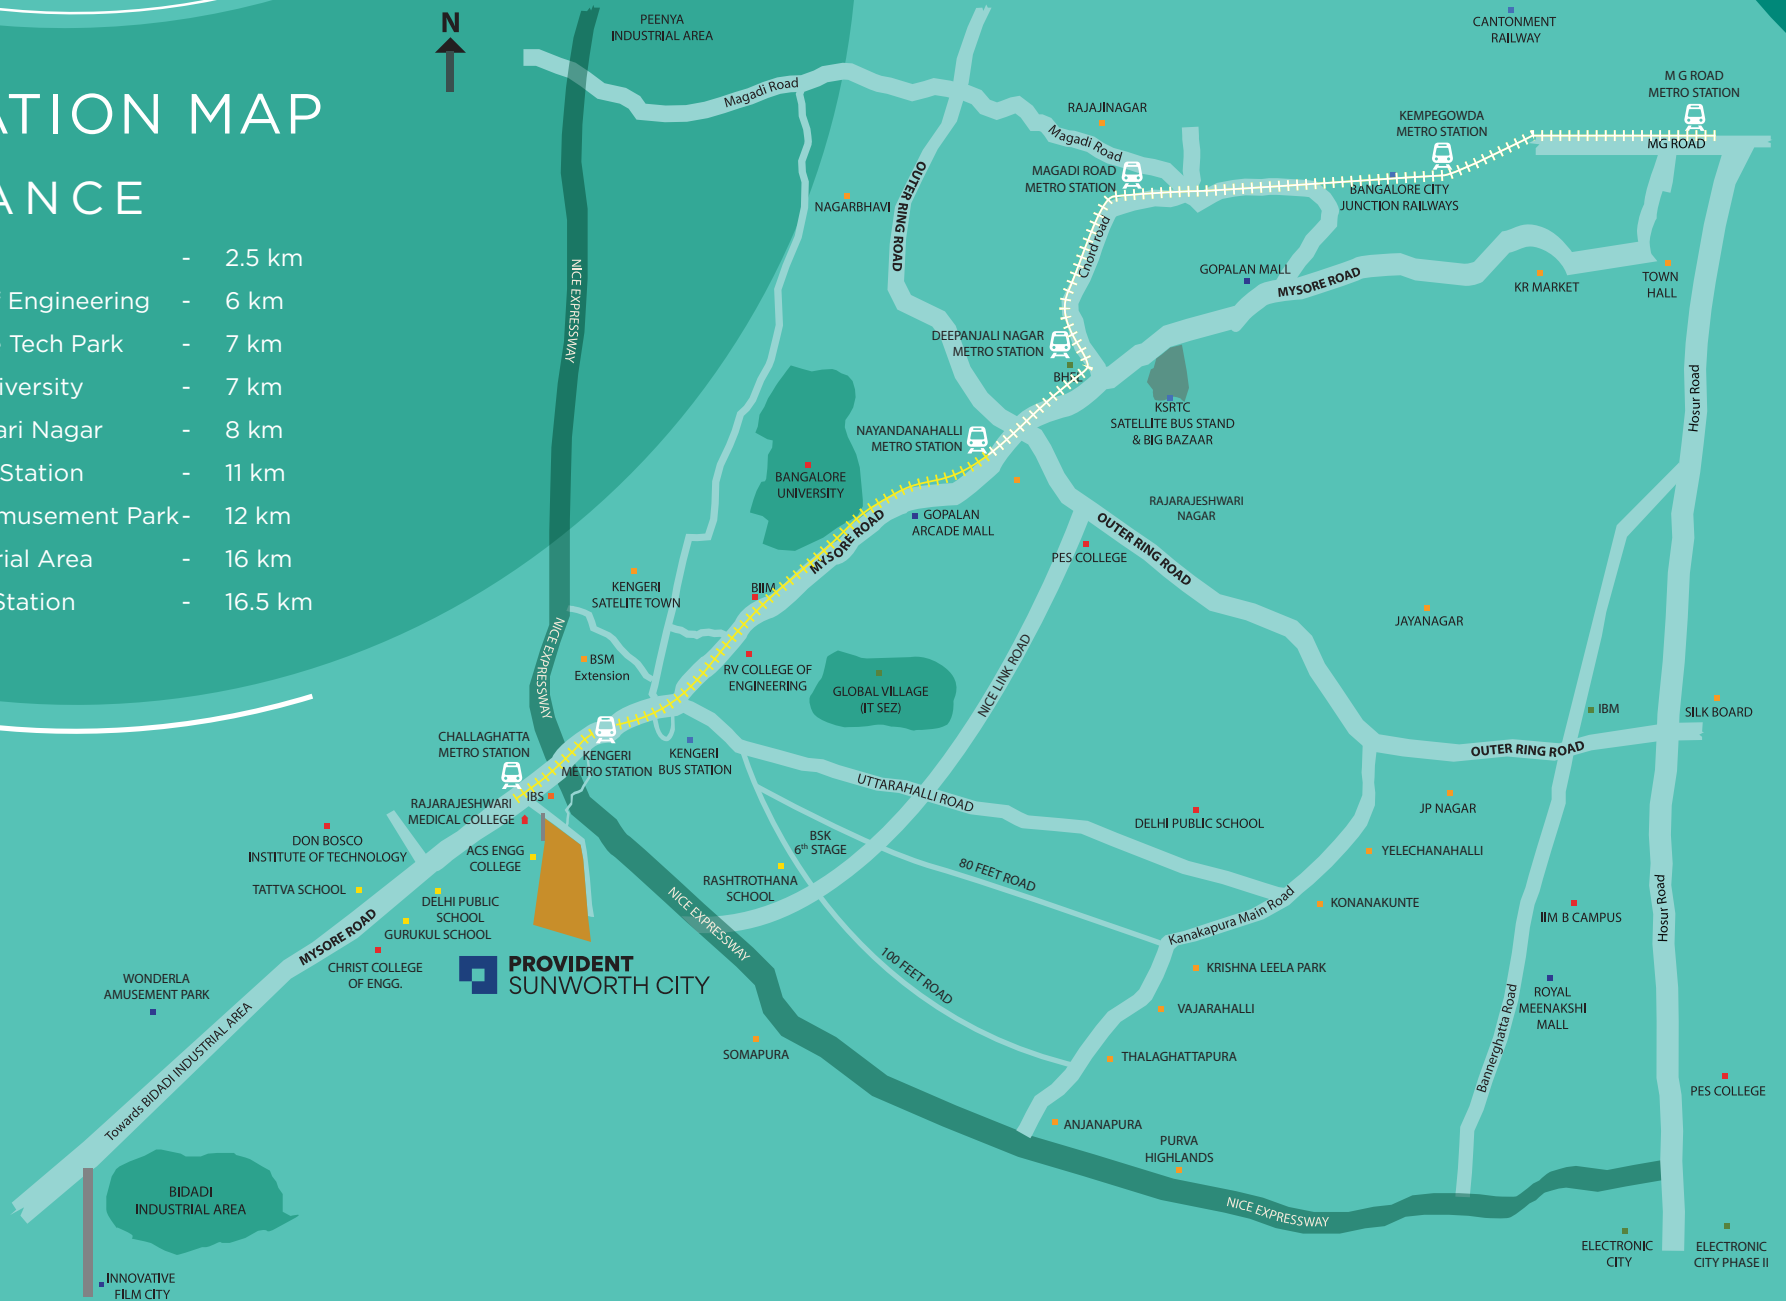 ATION MAP
ANCE
- 2.5 km
Engineering - 6 km
Tech Park - 7 km
iversity - 7 km
ari Nagar - 8 km
Station - 11 km
musement Park - 12 km
rial Area - 16 km
Station - 16.5 km
N
PEENYA
INDUSTRIAL AREA
CANTONMENT
RAILWAY
M G ROAD
METRO STATION
Magadi Road
RAJAJINAGAR
KEMPEGOWDA
METRO STATION
Magadi Road
MG ROAD
MAGADI ROAD
METRO STATION
OUTER RING ROAD
NAGARBHAVI
BANGALORE CITY
JUNCTION RAILWAYS
Cnord road
GOPALAN MALL
MYSORE ROAD
KR MARKET
TOWN
HALL
NICE EXPRESSWAY
DEEPANJALI NAGAR
METRO STATION
BHEL
KSRTC
SATELLITE BUS STAND
& BIG BAZAAR
Hosur Road
NAYANDANAHALLI
METRO STATION
BANGALORE
UNIVERSITY
RAJARAJESHWARI
NAGAR
GOPALAN
ARCADE MALL
MYSORE ROAD
OUTER RING ROAD
PES COLLEGE
KENGERI
SATELITE TOWN
BIIM
JAYANAGAR
NICE EXPRESSWAY
BSM
Extension
RV COLLEGE OF
ENGINEERING
GLOBAL VILLAGE
(IT SEZ)
NICE LINK ROAD
IBM
SILK BOARD
CHALLAGHATTA
METRO STATION
KENGERI
METRO STATION
KENGERI
BUS STATION
OUTER RING ROAD
UTTARAHALLI ROAD
IBS
RAJARAJESHWARI
MEDICAL COLLEGE
JP NAGAR
DELHI PUBLIC SCHOOL
DON BOSCO
INSTITUTE OF TECHNOLOGY
ACS ENGG
COLLEGE
BSK
6th STAGE
YELECHANAHALLI
80 FEET ROAD
RASHTROTHANA
SCHOOL
TATTVA SCHOOL
DELHI PUBLIC
SCHOOL
GURUKUL SCHOOL
NICE EXPRESSWAY
KONANAKUNTE
Kanakapura Main Road
IIM B CAMPUS
Hosur Road
MYSORE ROAD
CHRIST COLLEGE
OF ENGG.
PROVIDENT
SUNWORTH CITY
100 FEET ROAD
KRISHNA LEELA PARK
WONDERLA
AMUSEMENT PARK
ROYAL
MEENAKSHI
MALL
VAJARAHALLI
SOMAPURA
THALAGHATTAPURA
Bannerghatta Road
Towards BIDADI INDUSTRIAL AREA
PES COLLEGE
ANJANAPURA
PURVA
HIGHLANDS
BIDADI
INDUSTRIAL AREA
NICE EXPRESSWAY
ELECTRONIC
CITY
ELECTRONIC
CITY PHASE II
INNOVATIVE
FILM CITY